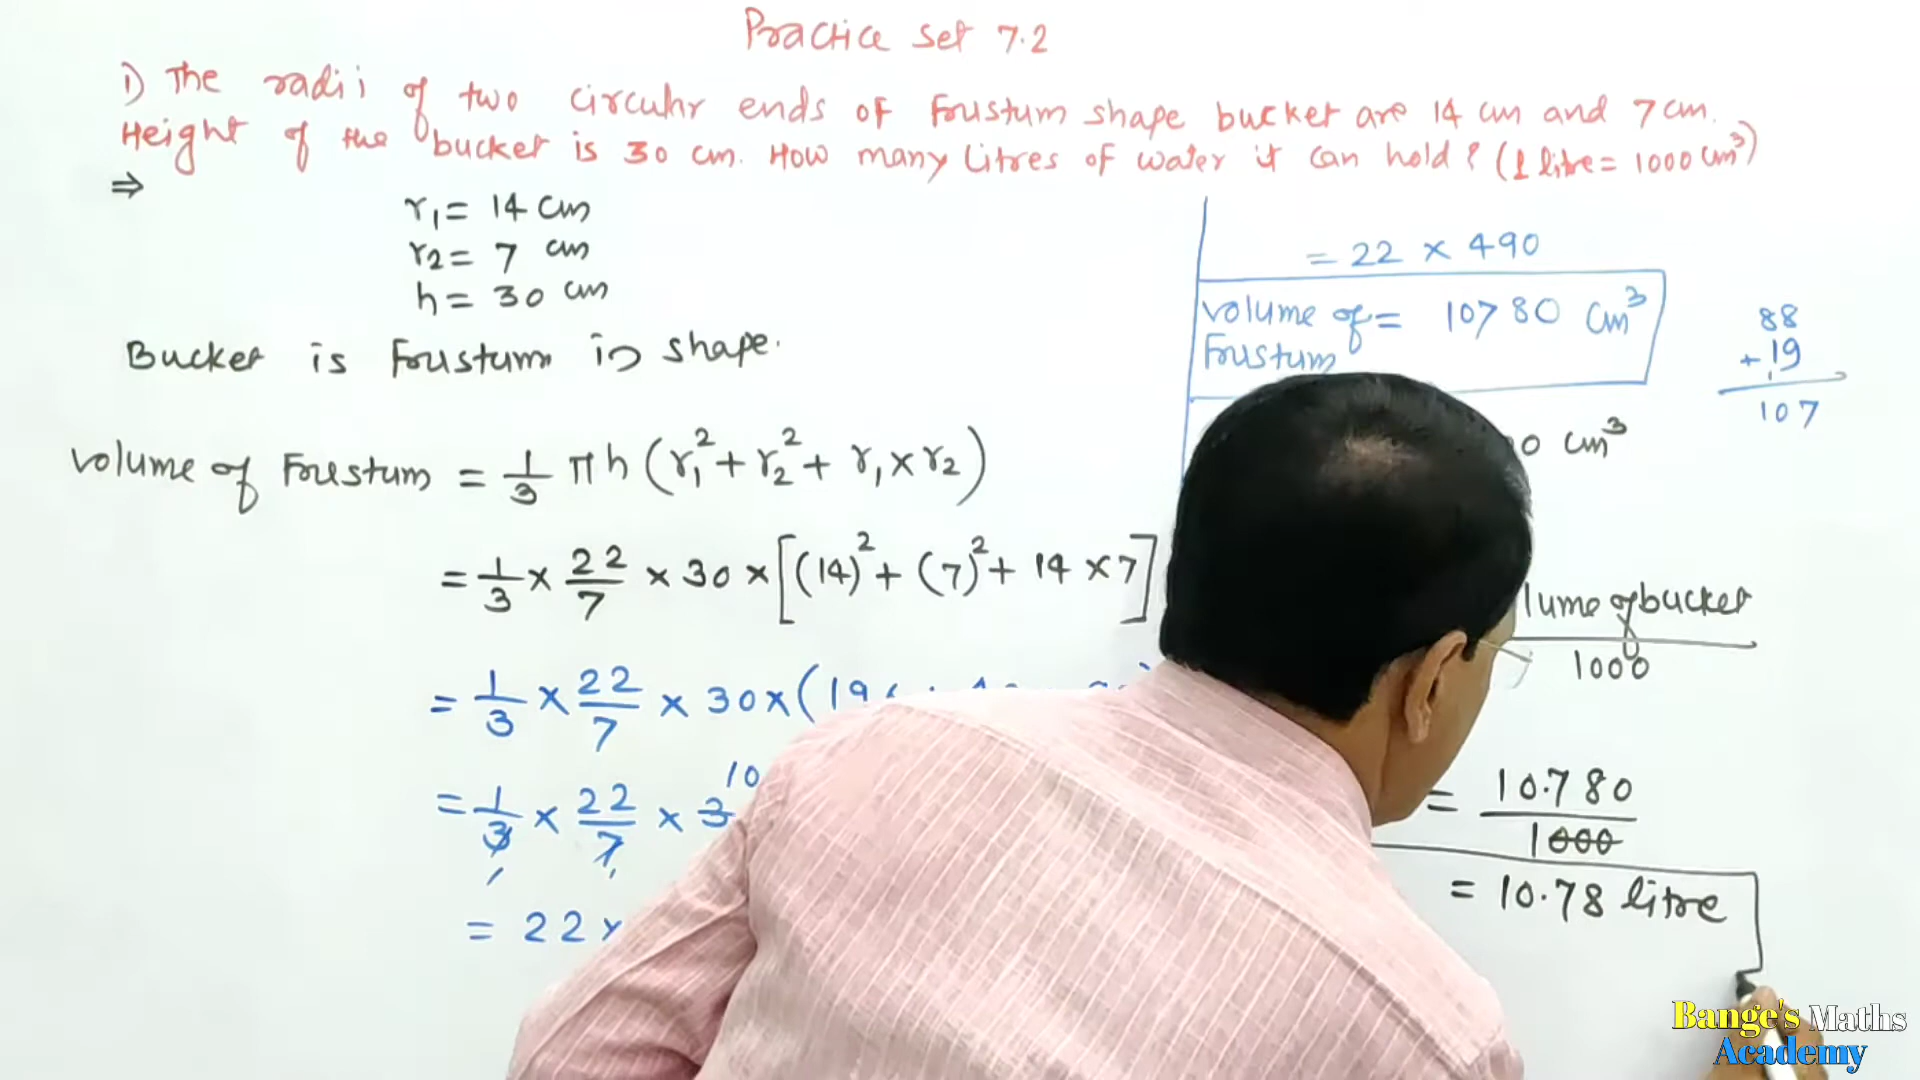 Practice Set 7.2
1) The radii of two circular ends of frustum shape bucket are 14 cm and 7 cm.
Height of the bucket is 30 cm. How many litres of water it can hold? (1 litre = 1000 cm³)
⇒
r₁ = 14 cm
r₂ = 7 cm
h = 30 cm
Bucket is frustum in shape.
Volume of Frustum = 1/3 πh (r₁² + r₂² + r₁ × r₂)
= 1/3 × 22/7 × 30 × [(14)² + (7)² + 14 × 7]
= 1/3 × 22/7 × 30 × (19
= 1/3 × 22/7 × 3
10
= 22 ×
= 22 × 490
Volume of = 10780 cm³
Frustum
88
+ 19
107
0 cm³
lume of bucket
1000
= 10.780
1000
= 10.78 litre
Bange's Maths
Academy